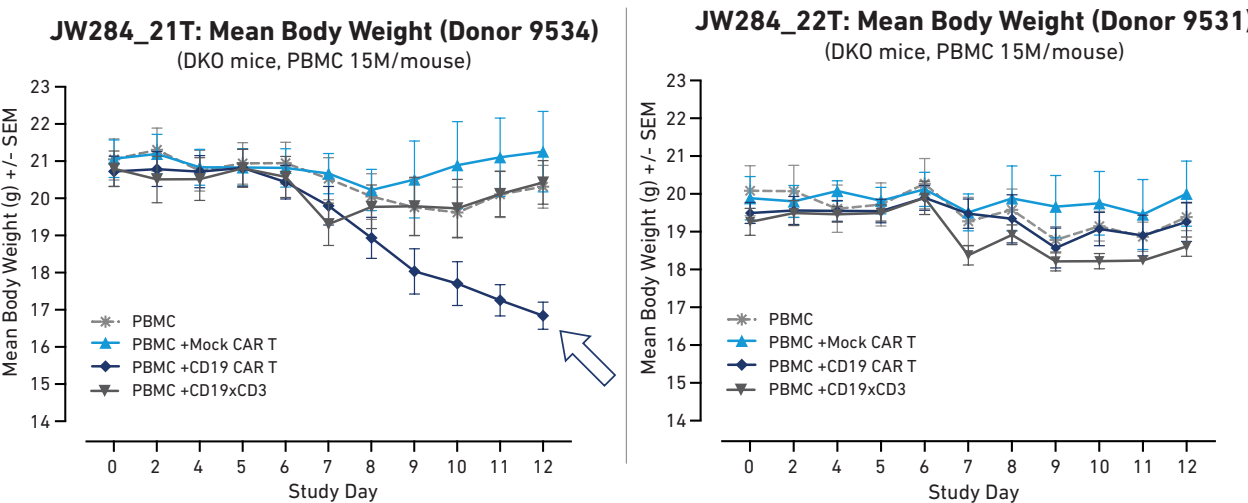 JW284_21T: Mean Body Weight (Donor 9534)
(DKO mice, PBMC 15M/mouse)
Mean Body Weight (g) +/- SEM
23
22
21
20
19
18
17
16
15
14
PBMC
PBMC +Mock CAR T
PBMC +CD19 CAR T
PBMC +CD19xCD3
0 2 4 5 6 7 8 9 10 11 12
Study Day
JW284_22T: Mean Body Weight (Donor 9531)
(DKO mice, PBMC 15M/mouse)
Mean Body Weight (g) +/- SEM
23
22
21
20
19
18
17
16
15
14
PBMC
PBMC +Mock CAR T
PBMC +CD19 CAR T
PBMC +CD19xCD3
0 2 4 5 6 7 8 9 10 11 12
Study Day